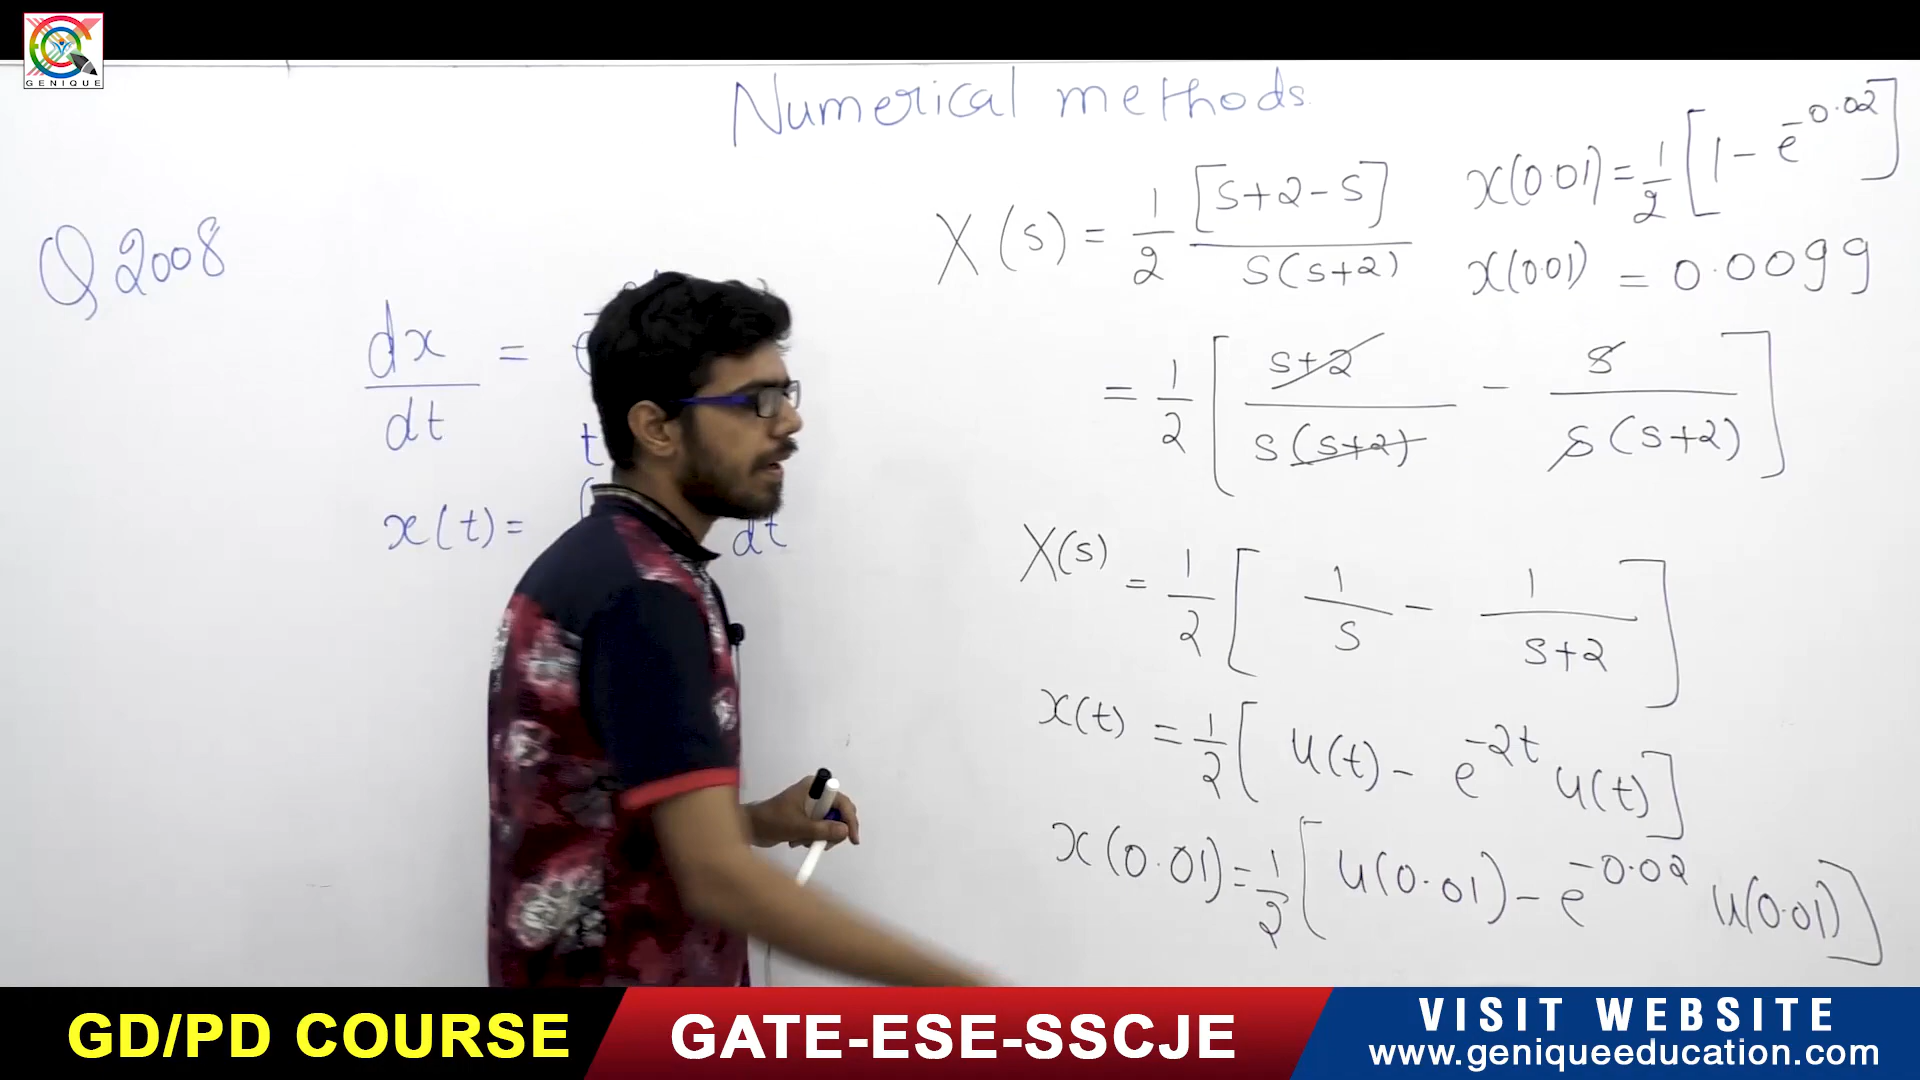 GENIQUE
Numerical methods.
Q 2008
dx/dt =
t
x(t) = dt
X(s) = 1/2 [s+2-s]/s(s+2)
= 1/2 [ s+2/s(s+2) - s/s(s+2) ]
X(s) = 1/2 [ 1/s - 1/s+2 ]
x(t) = 1/2 [ u(t) - e^-2t u(t) ]
x(0.01) = 1/2 [ u(0.01) - e^-0.02 u(0.01) ]
x(0.01) = 1/2 [ 1 - e^-0.02 ]
x(0.01) = 0.0099
GD/PD COURSE
GATE-ESE-SSCJE
VISIT WEBSITE
www.geniqueeducation.com